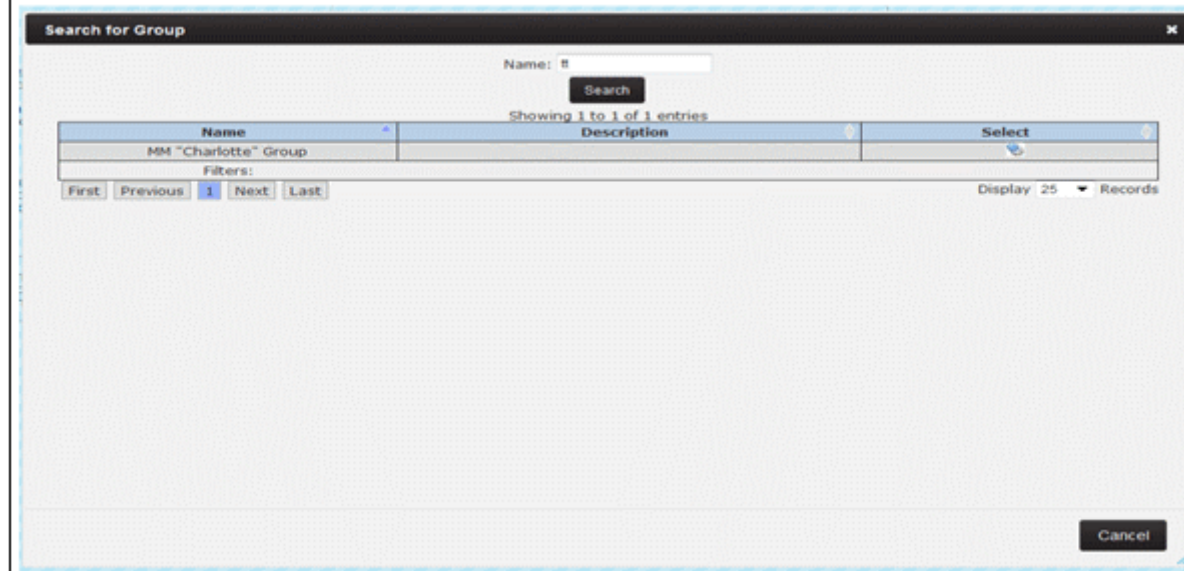 Search for Group
Name: tt
Search
Showing 1 to 1 of 1 entries
Name Description Select
MM "Charlotte" Group
Filters:
First Previous 1 Next Last Display 25 Records
Cancel